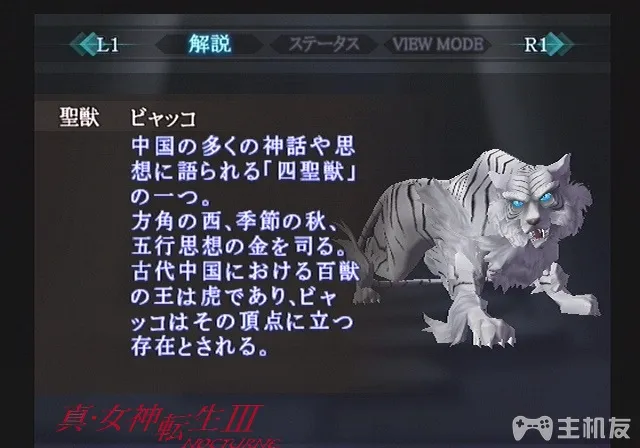 L1 解説 ステータス VIEW MODE R1
聖獣 ビャッコ
中国の多くの神話や思
想に語られる「四聖獣」
の一つ。
方角の西、季節の秋、
五行思想の金を司る。
古代中国における百獣
の王は虎であり、ビャ
ッコはその頂点に立つ
存在とされる。
真・女神転生III
NOCTURNE
主机友